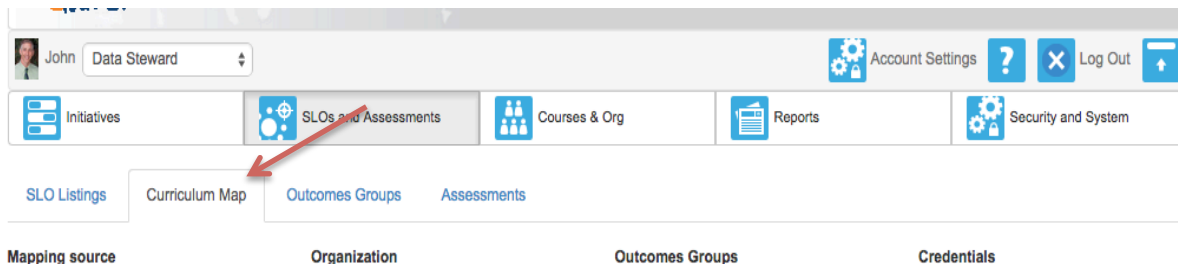 John Data Steward Account Settings ? Log Out
Initiatives SLOs and Assessments Courses & Org Reports Security and System
SLO Listings Curriculum Map Outcomes Groups Assessments
Mapping source Organization Outcomes Groups Credentials